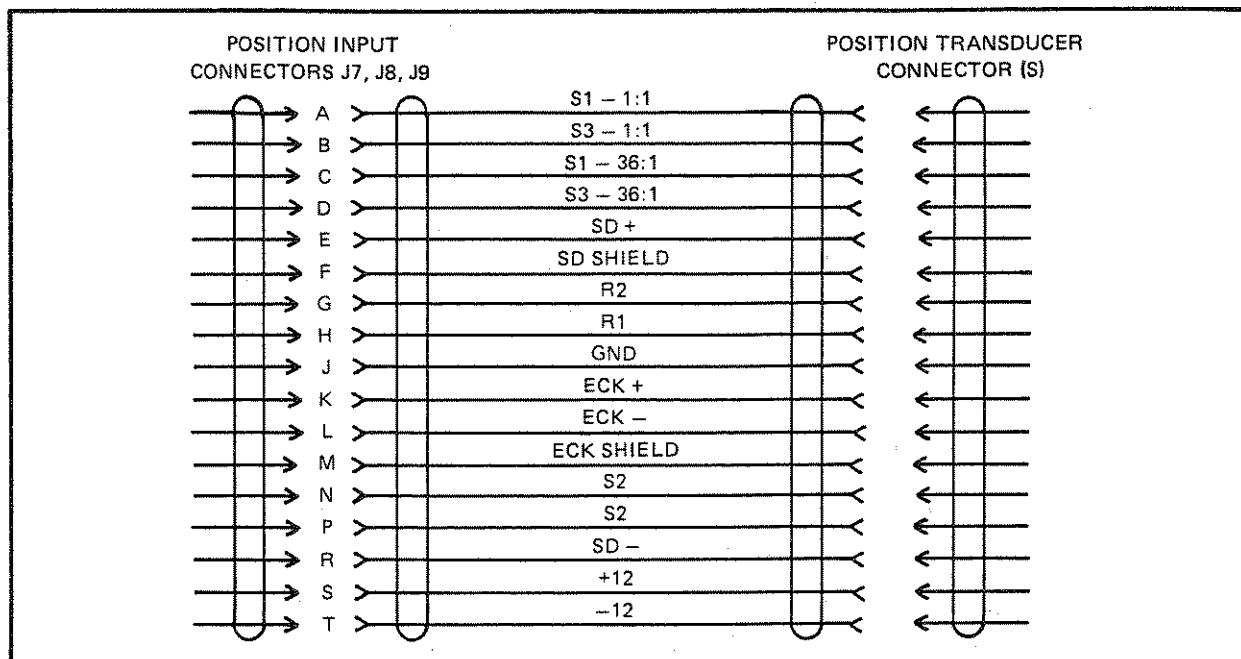 POSITION INPUT
CONNECTORS J7, J8, J9
POSITION TRANSDUCER
CONNECTOR (S)
A S1 – 1:1
B S3 – 1:1
C S1 – 36:1
D S3 – 36:1
E SD +
F SD SHIELD
G R2
H R1
J GND
K ECK +
L ECK –
M ECK SHIELD
N S2
P S2
R SD –
S +12
T –12